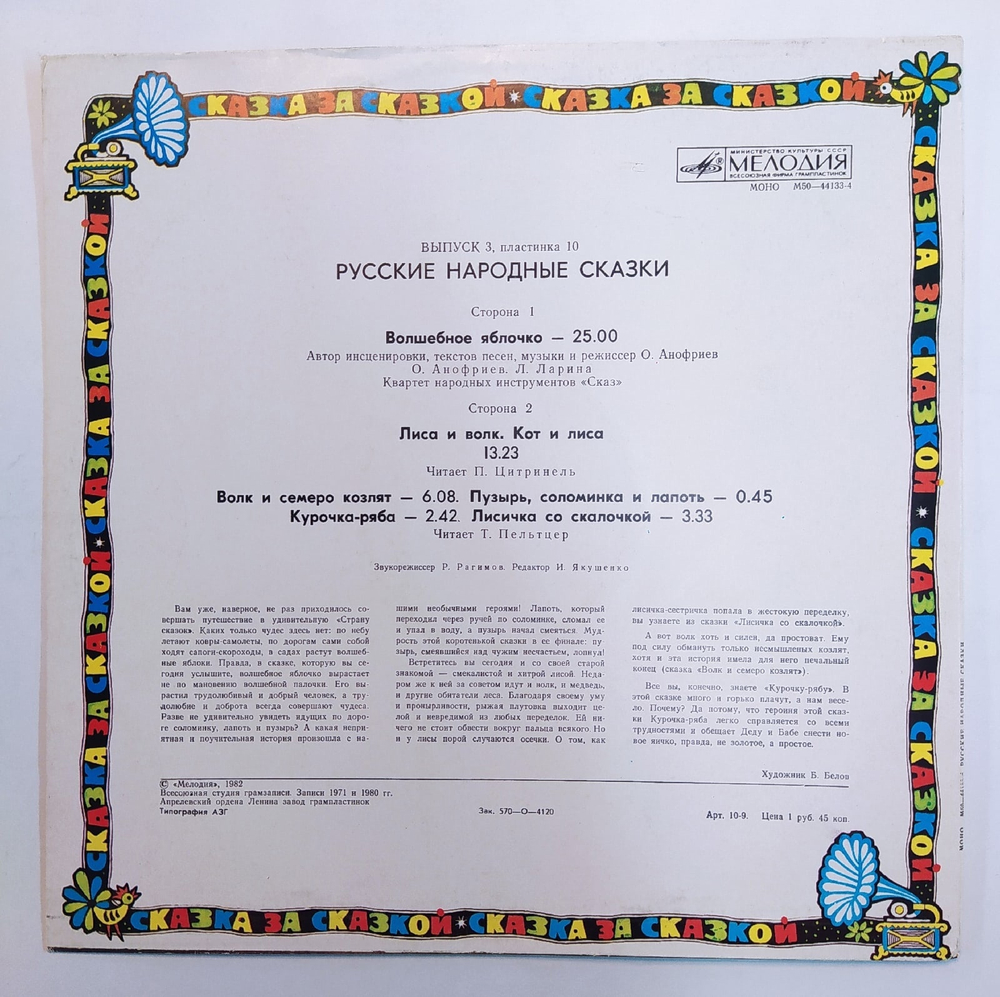 СКАЗКА ЗА СКАЗКОЙ * СКАЗКА ЗА СКАЗКОЙ
МИНИСТЕРСТВО КУЛЬТУРЫ СССР
МЕЛОДИЯ
ВСЕСОЮЗНАЯ ФИРМА ГРАМПЛАСТИНОК
МОНО М50—44133-4
ВЫПУСК 3, пластинка 10
РУССКИЕ НАРОДНЫЕ СКАЗКИ
Сторона 1
Волшебное яблочко — 25.00
Автор инсценировки, текстов песен, музыки и режиссер О. Анофриев
О. Анофриев, Л. Ларина
Квартет народных инструментов «Сказ»
Сторона 2
Лиса и волк. Кот и лиса
13.23
Читает П. Цитринель
Волк и семеро козлят — 6.08. Пузырь, соломинка и лапоть — 0.45
Курочка-ряба — 2.42. Лисичка со скалочкой — 3.33
Читает Т. Пельтцер
Звукорежиссер Р. Рагимов. Редактор И. Якушенко
Вам уже, наверное, не раз приходилось со-
вершать путешествие в удивительную «Страну
сказок». Каких только чудес здесь нет: по небу
летают ковры-самолеты, по дорогам сами собой
ходят сапоги-скороходы, в садах растут волшеб-
ные яблоки. Правда, в сказке, которую вы се-
годня услышите, волшебное яблочко вырастает
не по мановению волшебной палочки. Его вы-
растил трудолюбивый и добрый человек, а тру-
долюбие и доброта всегда совершают чудеса.
Разве не удивительно увидеть идущих по доро-
ге соломинку, лапоть и пузырь? А какая непри-
ятная и поучительная история произошла с на-
шими необычными героями! Лапоть, который
переходил через ручей по соломинке, сломал ее
и упал в воду, а пузырь начал смеяться. Муд-
рость этой коротенькой сказки в ее финале: пу-
зырь, смеявшийся над чужим несчастьем, лопнул!
Встретитесь вы сегодня и со своей старой
знакомой — смекалистой и хитрой лисой. Неда-
ром же к ней за советом идут и волк, и медведь,
и другие обитатели леса. Благодаря своему уму
и пронырливости, рыжая плутовка выходит це-
лой и невредимой из любых переделок. Ей ни-
чего не стоит обвести вокруг пальца всякого Но
и у лисы порой случаются осечки. О том, как
лисичка-сестричка попала в жестокую переделку,
вы узнаете из сказки «Лисичка со скалочкой».
А вот волк хоть и силен, да простоват. Ему
под силу обмануть только несмышленых козлят,
хотя и эта история имела для него печальный
конец (сказка «Волк и семеро козлят»).
Все вы, конечно, знаете «Курочку-рябу». В
этой сказке много и горько плачут, а нам весе-
ло. Почему? Да потому, что героиня этой сказ-
ки Курочка-ряба легко справляется со всеми
трудностями и обещает Деду и Бабе снести но-
вое яичко, правда, не золотое, а простое.
Художник Б. Белов
© «Мелодия», 1982
Всесоюзная студия грамзаписи. Записи 1971 и 1980 гг.
Апрелевский ордена Ленина завод грампластинок
Типография АЗГ
Зак. 570—О—4120
Арт. 10-9. Цена 1 руб. 45 коп.
СКАЗКА ЗА СКАЗКОЙ * СКАЗКА ЗА СКАЗКОЙ
СКАЗКА ЗА СКАЗКОЙ * СКАЗКА ЗА СКАЗКОЙ
СКАЗКА ЗА СКАЗКОЙ * СКАЗКА ЗА СКАЗКОЙ